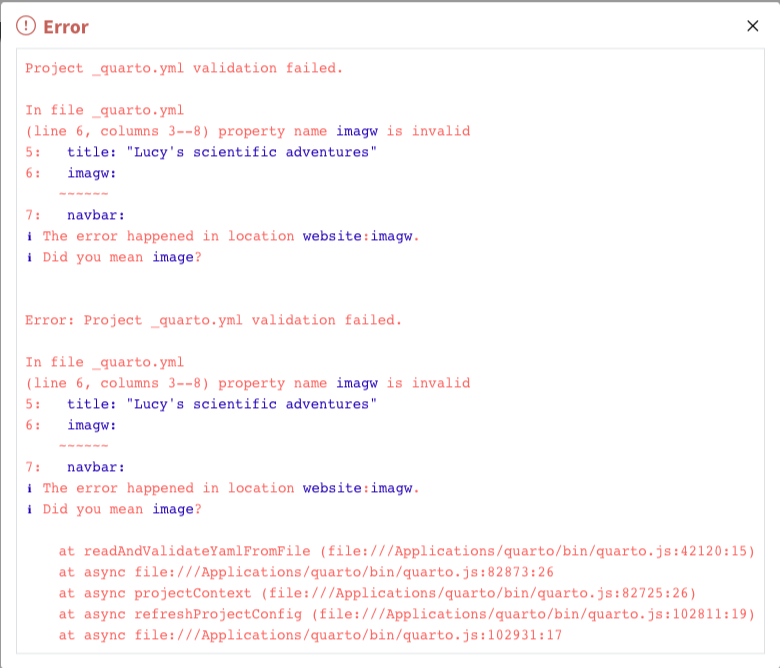 Error
Project _quarto.yml validation failed.
In file _quarto.yml
(line 6, columns 3--8) property name imagw is invalid
5:   title: "Lucy's scientific adventures"
6:   imagw:
~~~~~~
7:   navbar:
ℹ The error happened in location website:imagw.
ℹ Did you mean image?
Error: Project _quarto.yml validation failed.
In file _quarto.yml
(line 6, columns 3--8) property name imagw is invalid
5:   title: "Lucy's scientific adventures"
6:   imagw:
~~~~~~
7:   navbar:
ℹ The error happened in location website:imagw.
ℹ Did you mean image?
at readAndValidateYamlFromFile (file:///Applications/quarto/bin/quarto.js:42120:15)
at async file:///Applications/quarto/bin/quarto.js:82873:26
at async projectContext (file:///Applications/quarto/bin/quarto.js:82725:26)
at async refreshProjectConfig (file:///Applications/quarto/bin/quarto.js:102811:19)
at async file:///Applications/quarto/bin/quarto.js:102931:17